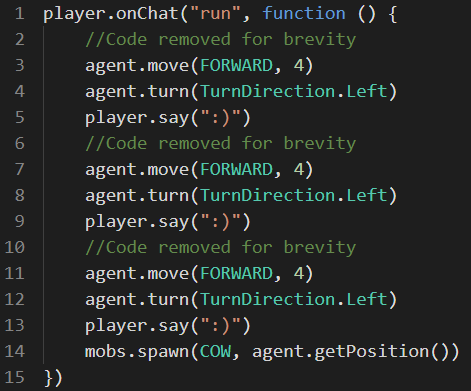 1 player.onChat("run", function () {
2     //Code removed for brevity
3     agent.move(FORWARD, 4)
4     agent.turn(TurnDirection.Left)
5     player.say(":)")
6     //Code removed for brevity
7     agent.move(FORWARD, 4)
8     agent.turn(TurnDirection.Left)
9     player.say(":)")
10     //Code removed for brevity
11     agent.move(FORWARD, 4)
12     agent.turn(TurnDirection.Left)
13     player.say(":)")
14     mobs.spawn(COW, agent.getPosition())
15 })